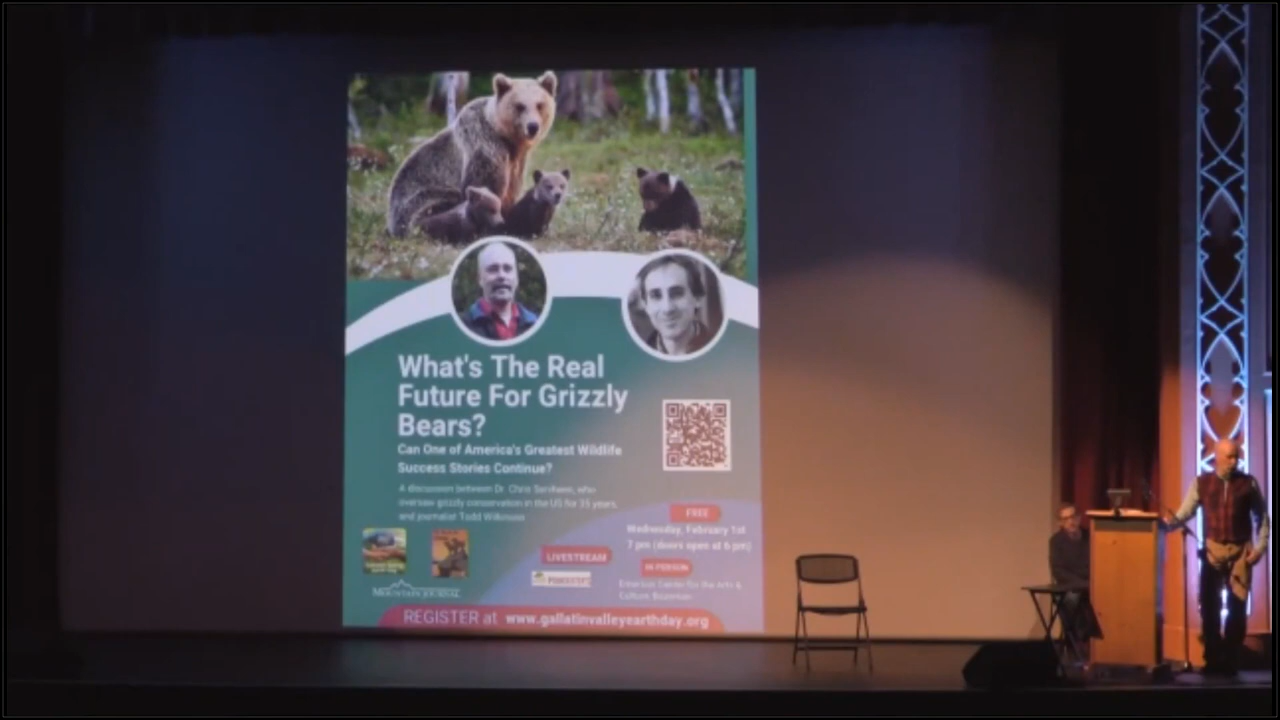 What's The Real
Future For Grizzly
Bears?
Can One of America's Greatest Wildlife
Success Stories Continue?
A discussion between Dr. Chris Servheen, who
oversaw grizzly conservation in the US for 35 years,
and journalist Todd Wilkinson
FREE
Wednesday, February 1st
7 pm (doors open at 6 pm)
LIVESTREAM
IN-PERSON
Emerson Center for the Arts &
Culture Bozeman
MOUNTAIN JOURNAL
REGISTER at www.gallatinvalleyearthday.org